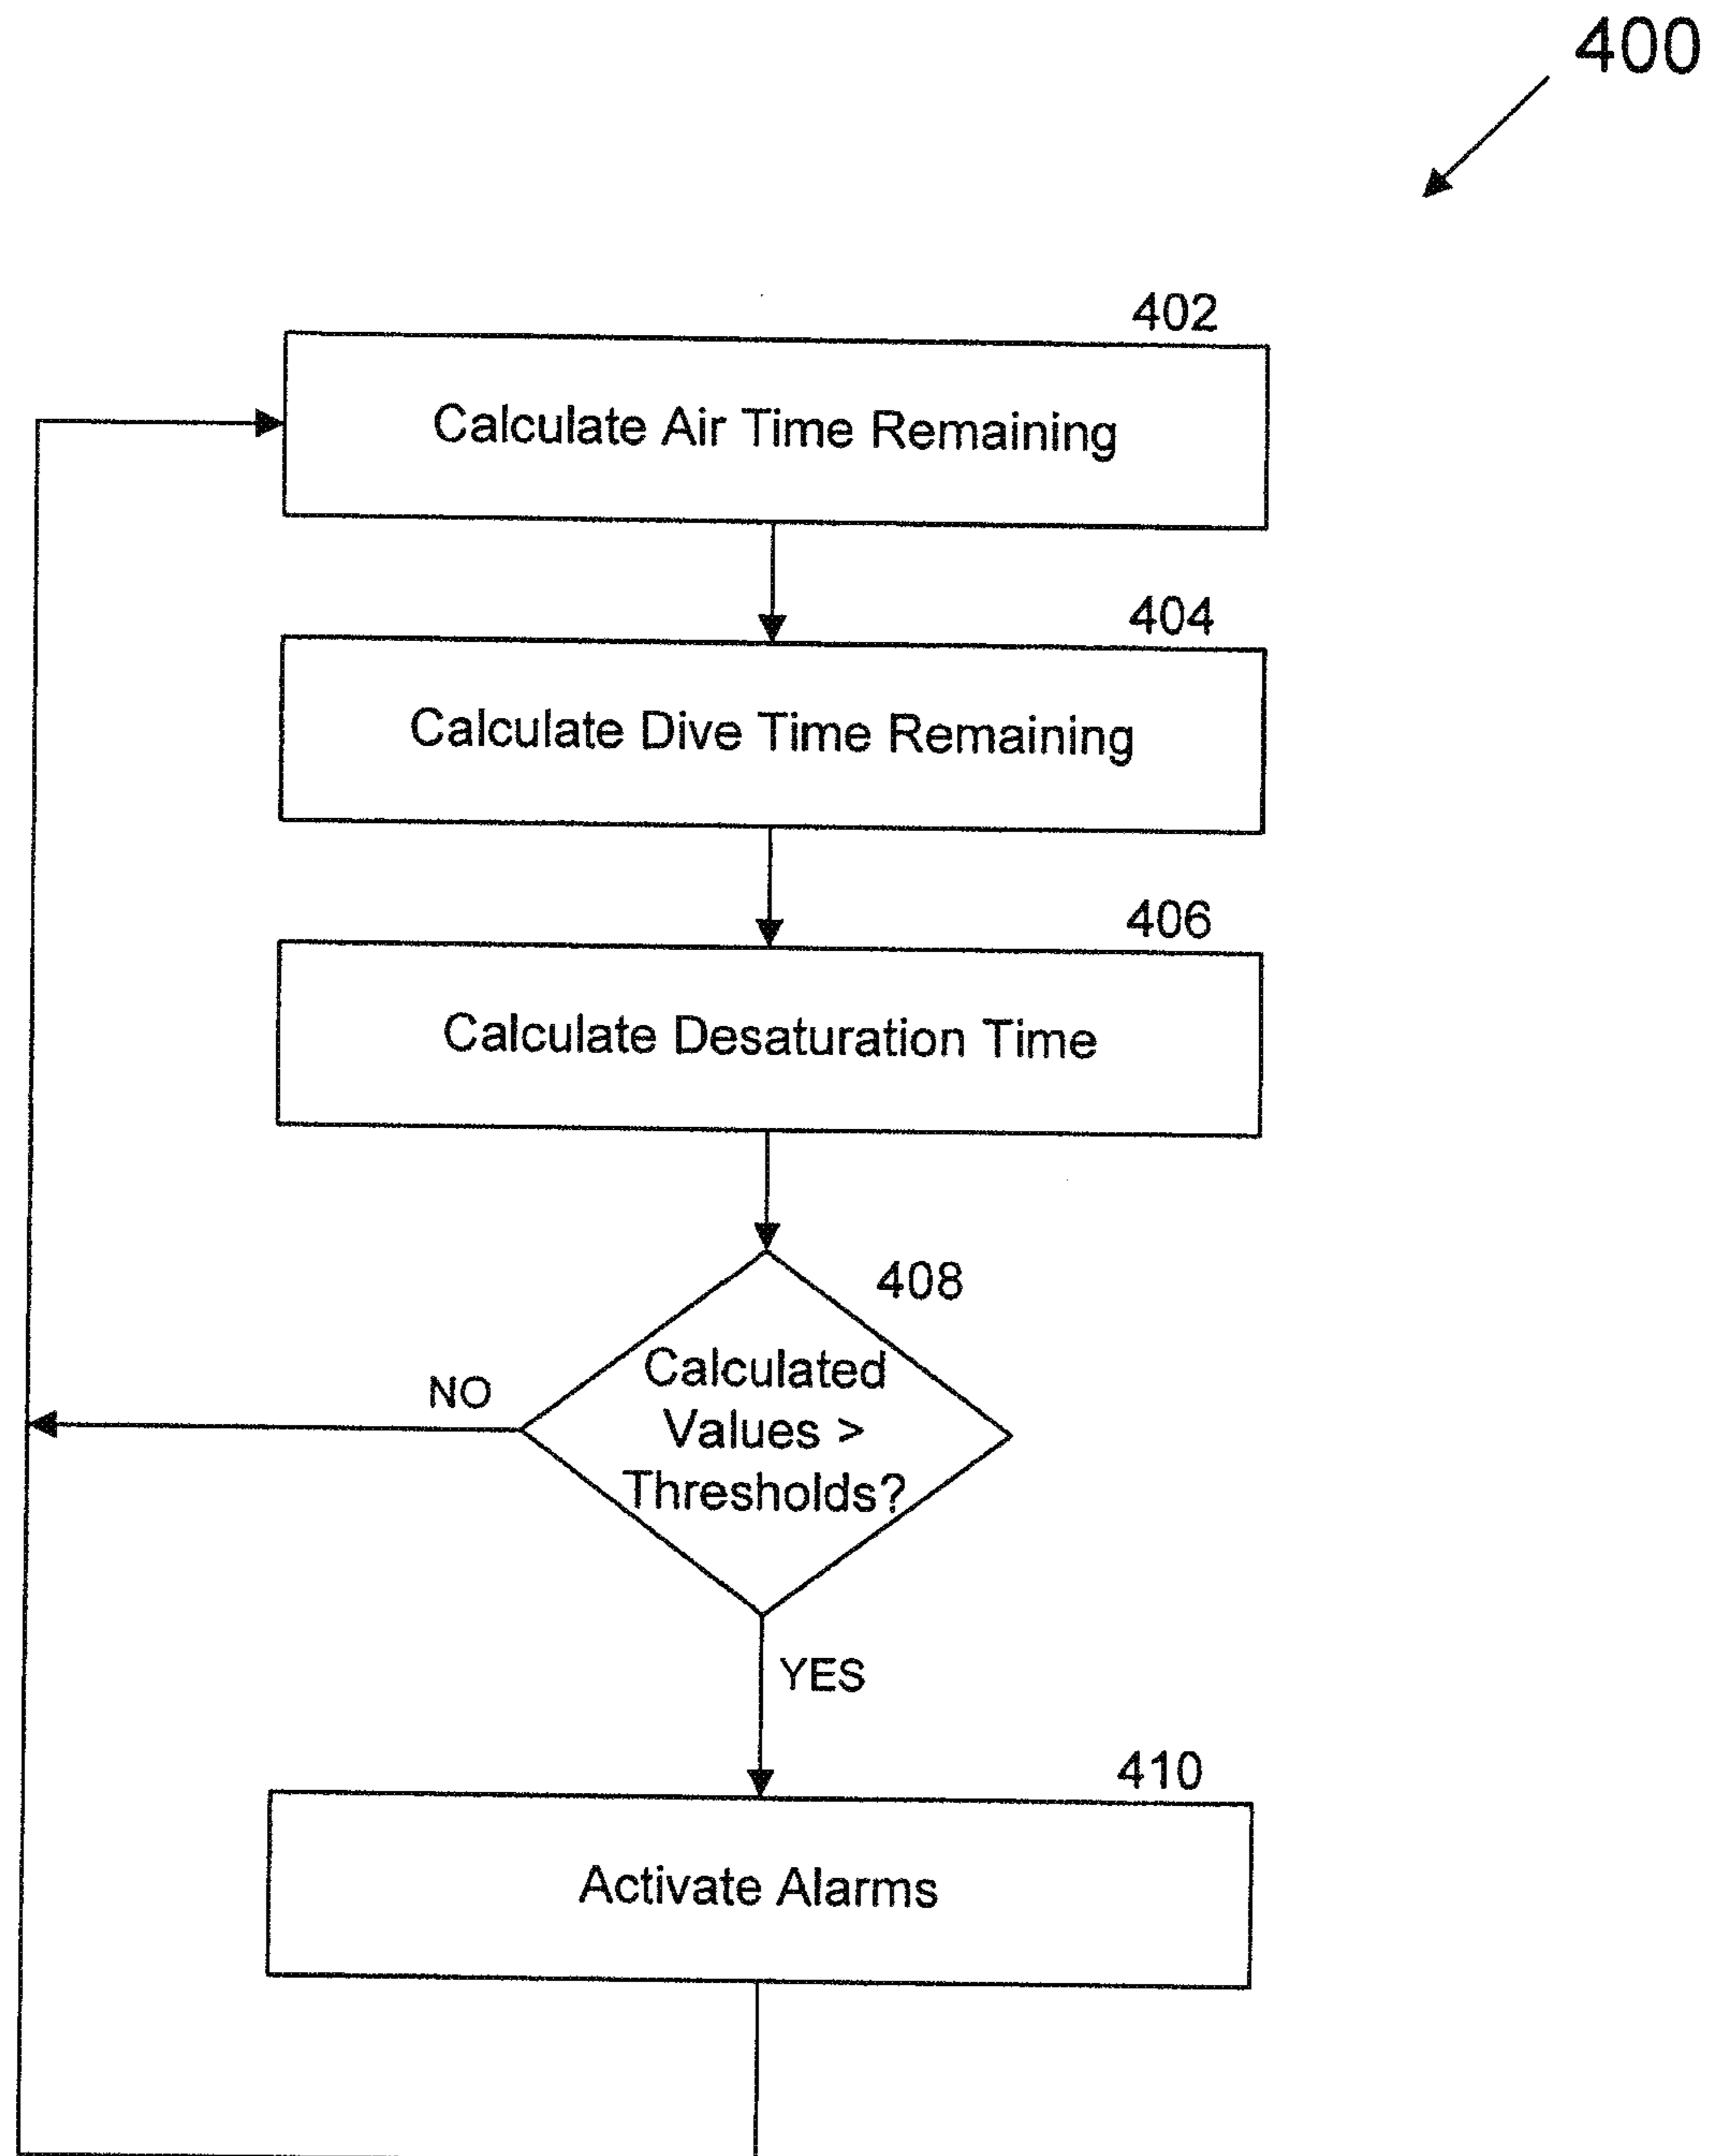 400
402
Calculate Air Time Remaining
404
Calculate Dive Time Remaining
406
Calculate Desaturation Time
408
Calculated
Values >
Thresholds?
NO
YES
410
Activate Alarms